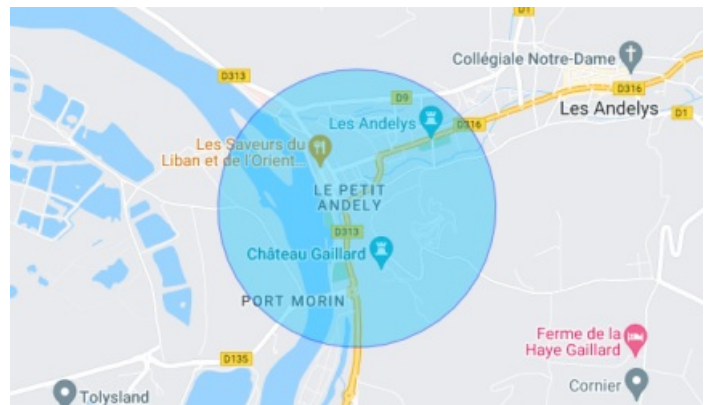 D1
Collégiale Notre-Dame
D313
D316
D9
Les Andelys
D1
Les Andelys
D316
Les Saveurs du
Liban et de l'Orient...
LE PETIT
ANDELY
D313
Château Gaillard
PORT MORIN
Ferme de la
Haye Gaillard
D135
Cornier
Tolysland